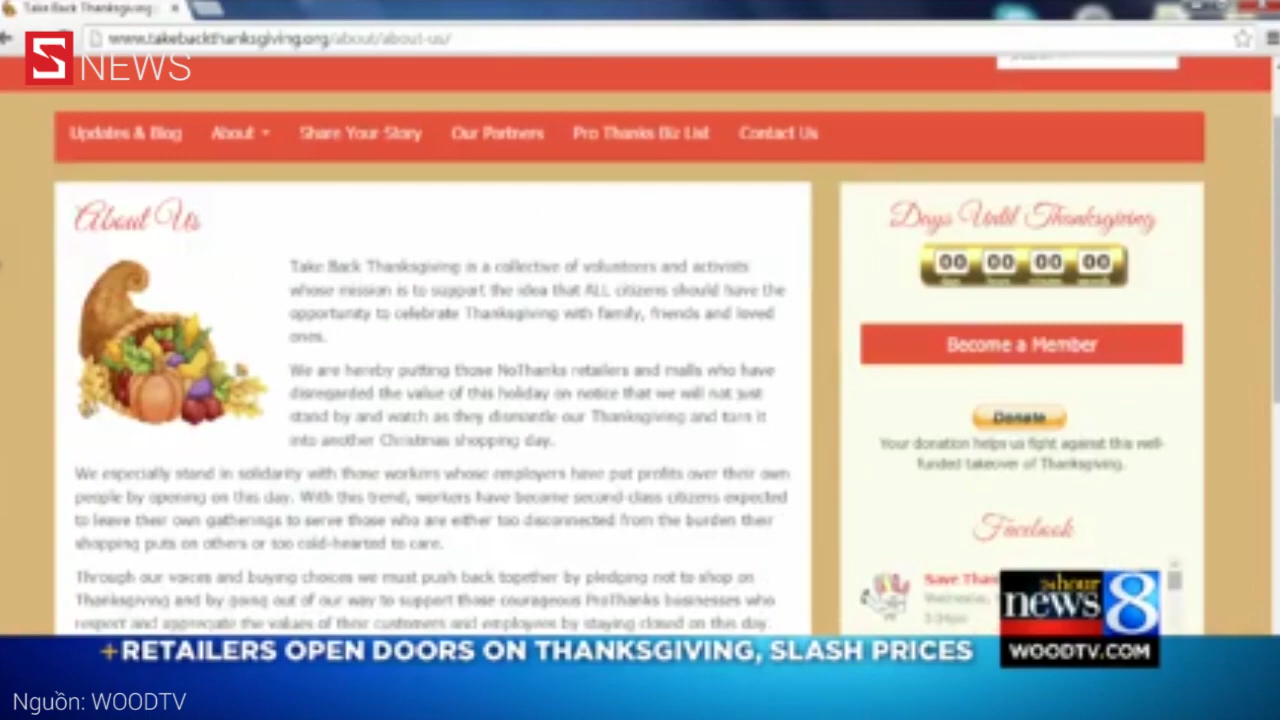 Take Back Thanksgiving
www.takebackthanksgiving.org/about/about-us/
S NEWS
Updates & Blog About Share Your Story Our Partners Pro Thanks Biz List Contact Us
About Us
Take Back Thanksgiving is a collective of volunteers and activists
whose mission is to support the idea that ALL citizens should have the
opportunity to celebrate Thanksgiving with family, friends and loved
ones.
We are hereby putting those NoThanks retailers and malls who have
disregarded the value of this holiday on notice that we will not just
stand by and watch as they dismantle our Thanksgiving and turn it
into another Christmas shopping day.
We especially stand in solidarity with those workers whose employers have put profits over their own
people by opening on this day. With this trend, workers have become second-class citizens expected
to leave their own gatherings to serve those who are either too disconnected from the burden their
shopping puts on others or too cold-hearted to care.
Through our voices and buying choices we must push back together by pledging not to shop on
Thanksgiving and by going out of our way to support those courageous ProThanks businesses who
respect and appreciate the values of their customers and employees by staying closed on this day.
Days Until Thanksgiving
00 00 00 00
Become a Member
Donate
Your donation helps us fight against this well-
funded takeover of Thanksgiving.
Facebook
Save Than
Wednesday,
24 hour
news 8
WOODTV.COM
+RETAILERS OPEN DOORS ON THANKSGIVING, SLASH PRICES
Nguồn: WOODTV